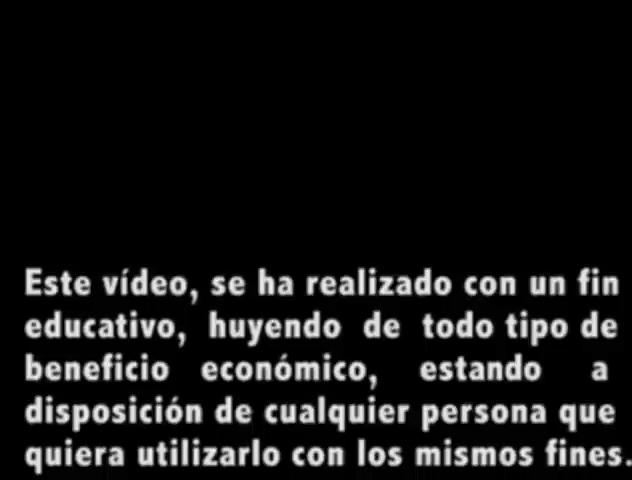 Este vídeo, se ha realizado con un fin
educativo, huyendo de todo tipo de
beneficio económico, estando a
disposición de cualquier persona que
quiera utilizarlo con los mismos fines.